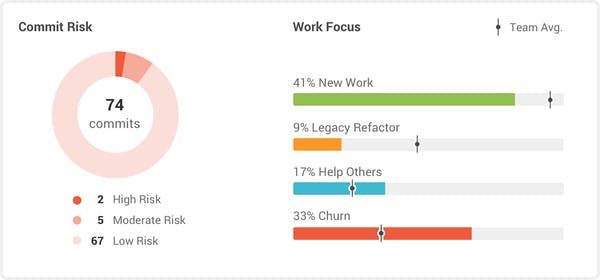 Commit Risk
74
commits
2 High Risk
5 Moderate Risk
67 Low Risk
Work Focus
Team Avg.
41% New Work
9% Legacy Refactor
17% Help Others
33% Churn